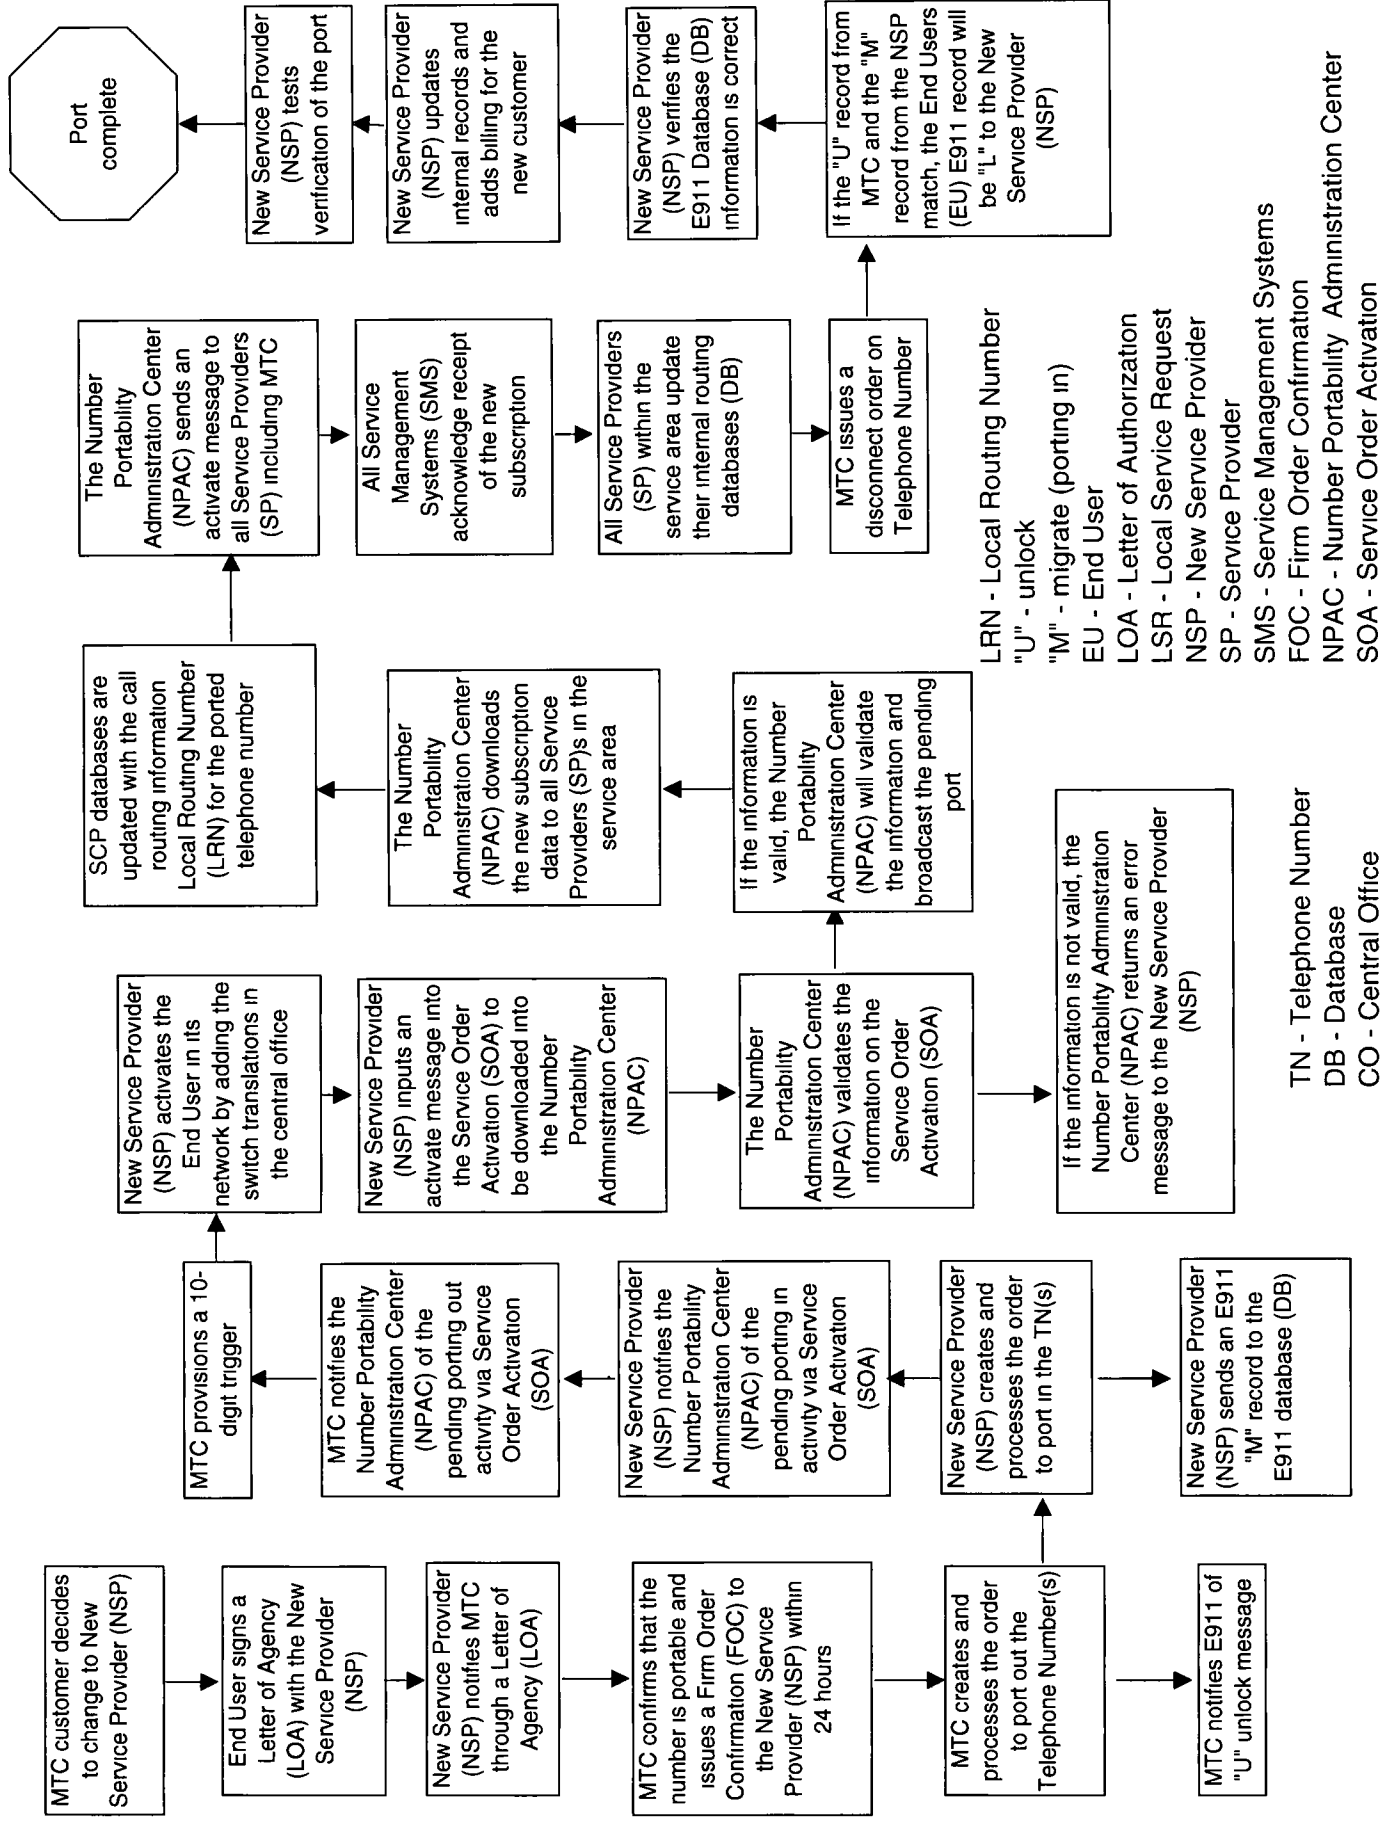 MTC customer decides
to change to New
Service Provider (NSP)
End User signs a
Letter of Agency
(LOA) with the New
Service Provider
(NSP)
New Service Provider
(NSP) notifies MTC
through a Letter of
Agency (LOA)
MTC confirms that the
number is portable and
issues a Firm Order
Confirmation (FOC) to
the New Service
Provider (NSP) within
24 hours
MTC creates and
processes the order
to port out the
Telephone Number(s)
MTC notifies E911 of
"U" unlock message
MTC provisions a 10-
digit trigger
MTC notifies the
Number Portability
Administration Center
(NPAC) of the
pending porting out
activity via Service
Order Activation
(SOA)
New Service Provider
(NSP) notifies the
Number Portability
Administration Center
(NPAC) of the
pending porting in
activity via Service
Order Activation
(SOA)
New Service Provider
(NSP) creates and
processes the order
to port in the TN(s)
New Service Provider
(NSP) sends an E911
"M" record to the
E911 database (DB)
New Service Provider
(NSP) activates the
End User in its
network by adding the
switch translations in
the central office
New Service Provider
(NSP) inputs an
activate message into
the Service Order
Activation (SOA) to
be downloaded into
the Number
Portability
Administration Center
(NPAC)
The Number
Portability
Administration Center
(NPAC) validates the
information on the
Service Order
Activation (SOA)
If the information is not valid, the
Number Portability Administration
Center (NPAC) returns an error
message to the New Service Provider
(NSP)
SCP databases are
updated with the call
routing information
Local Routing Number
(LRN) for the ported
telephone number
The Number
Portability
Administration Center
(NPAC) downloads
the new subscription
data to all Service
Providers (SP)s in the
service area
If the information is
valid, the Number
Portability
Administration Center
(NPAC) will validate
the information and
broadcast the pending
port
The Number
Portability
Administration Center
(NPAC) sends an
activate message to
all Service Providers
(SP) including MTC
All Service
Management
Systems (SMS)
acknowledge receipt
of the new
subscription
All Service Providers
(SP) within the
service area update
their internal routing
databases (DB)
MTC issues a
disconnect order on
Telephone Number
Port
complete
New Service Provider
(NSP) tests
verification of the port
New Service Provider
(NSP) updates
internal records and
adds billing for the
new customer
New Service Provider
(NSP) verifies the
E911 Database (DB)
information is correct
If the "U" record from
MTC and the "M"
record from the NSP
match, the End Users
(EU) E911 record will
be "L" to the New
Service Provider
(NSP)
TN - Telephone Number
DB - Database
CO - Central Office
LRN - Local Routing Number
"U" - unlock
"M" - migrate (porting in)
EU - End User
LOA - Letter of Authorization
LSR - Local Service Request
NSP - New Service Provider
SP - Service Provider
SMS - Service Management Systems
FOC - Firm Order Confirmation
NPAC - Number Portability Administration Center
SOA - Service Order Activation